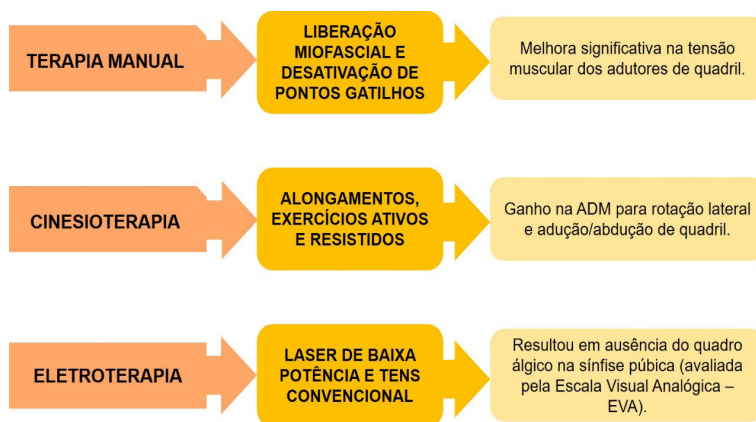 TERAPIA MANUAL
LIBERAÇÃO
MIOFASCIAL E
DESATIVAÇÃO DE
PONTOS GATILHOS
Melhora significativa na tensão
muscular dos adutores de quadril.
CINESIOTERAPIA
ALONGAMENTOS,
EXERCÍCIOS ATIVOS
E RESISTIDOS
Ganho na ADM para rotação lateral
e adução/abdução de quadril.
ELETROTERAPIA
LASER DE BAIXA
POTÊNCIA E TENS
CONVENCIONAL
Resultou em ausência do quadro
álgico na sínfise púbica (avaliada
pela Escala Visual Analógica –
EVA).